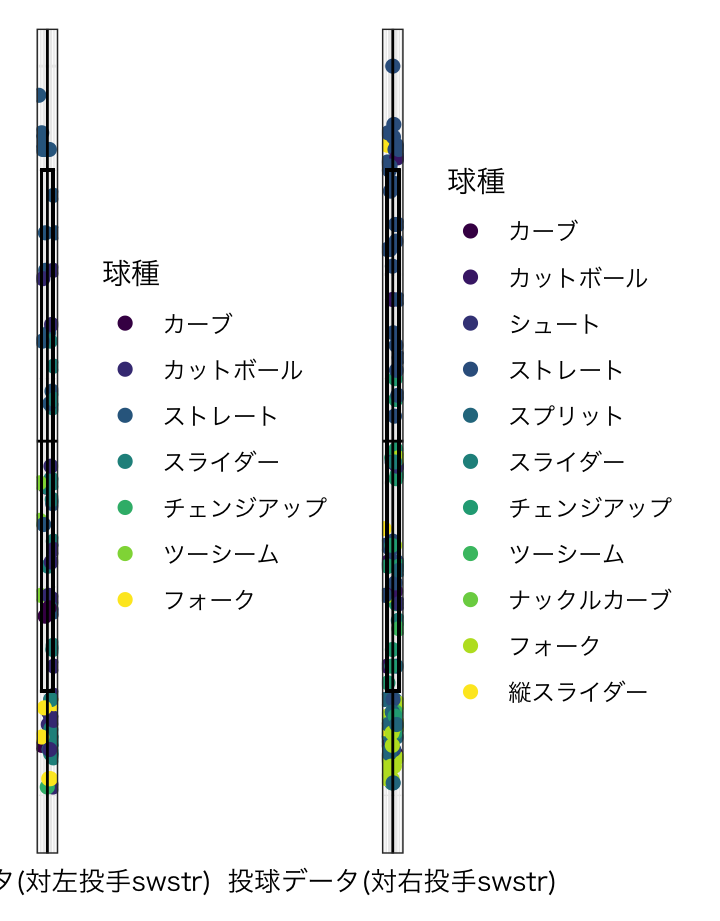 球種
カーブ
カットボール
ストレート
スライダー
チェンジアップ
ツーシーム
フォーク
球種
カーブ
カットボール
シュート
ストレート
スプリット
スライダー
チェンジアップ
ツーシーム
ナックルカーブ
フォーク
縦スライダー
タ(対左投手swstr)
投球データ(対右投手swstr)